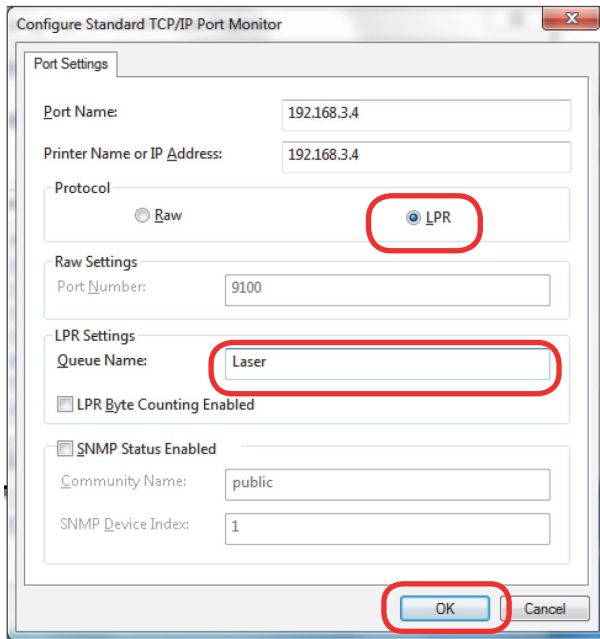 Configure Standard TCP/IP Port Monitor
Port Settings
Port Name: 192.168.3.4
Printer Name or IP Address: 192.168.3.4
Protocol
Raw LPR
Raw Settings
Port Number: 9100
LPR Settings
Queue Name: Laser
LPR Byte Counting Enabled
SNMP Status Enabled
Community Name: public
SNMP Device Index: 1
OK Cancel